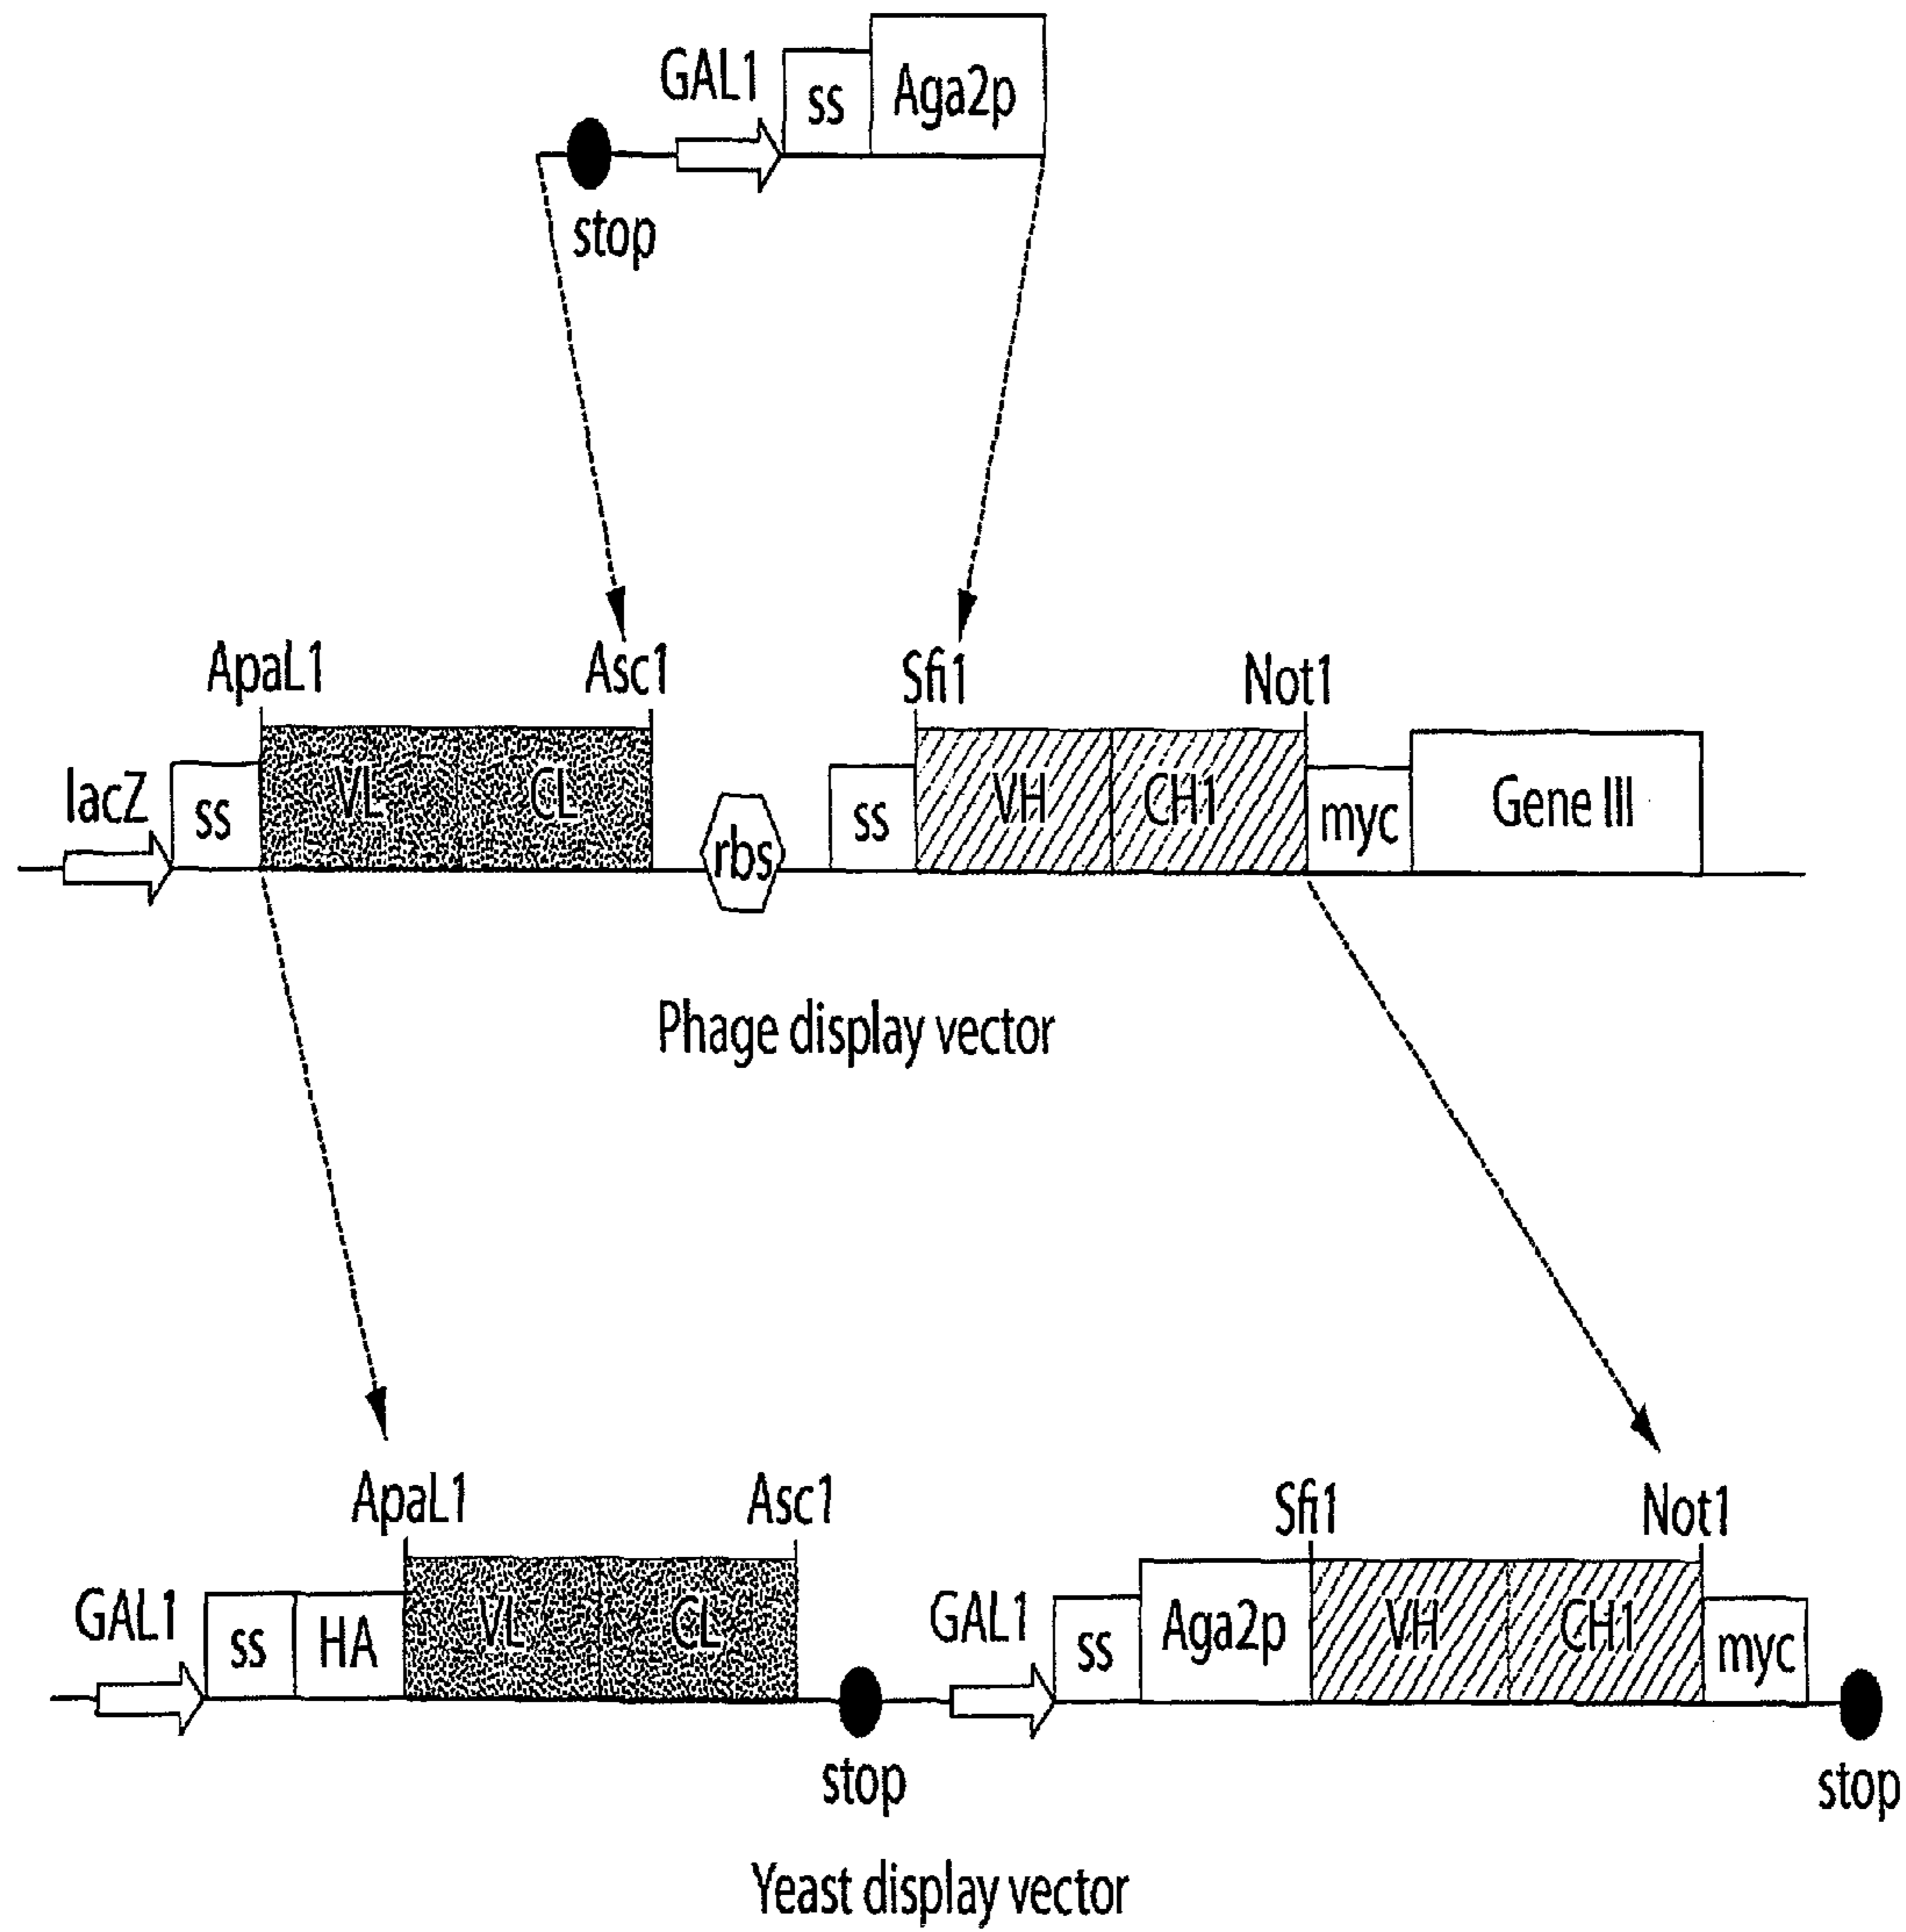 GAL1
ss
Aga2p
stop
ApaL1
Asc1
Sfi1
Not1
lacZ
ss
VL
CL
rbs
ss
VH
CH1
myc
Gene III
Phage display vector
ApaL1
Asc1
Sfi1
Not1
GAL1
ss
HA
VL
CL
GAL1
ss
Aga2p
VH
CH1
myc
stop
stop
Yeast display vector